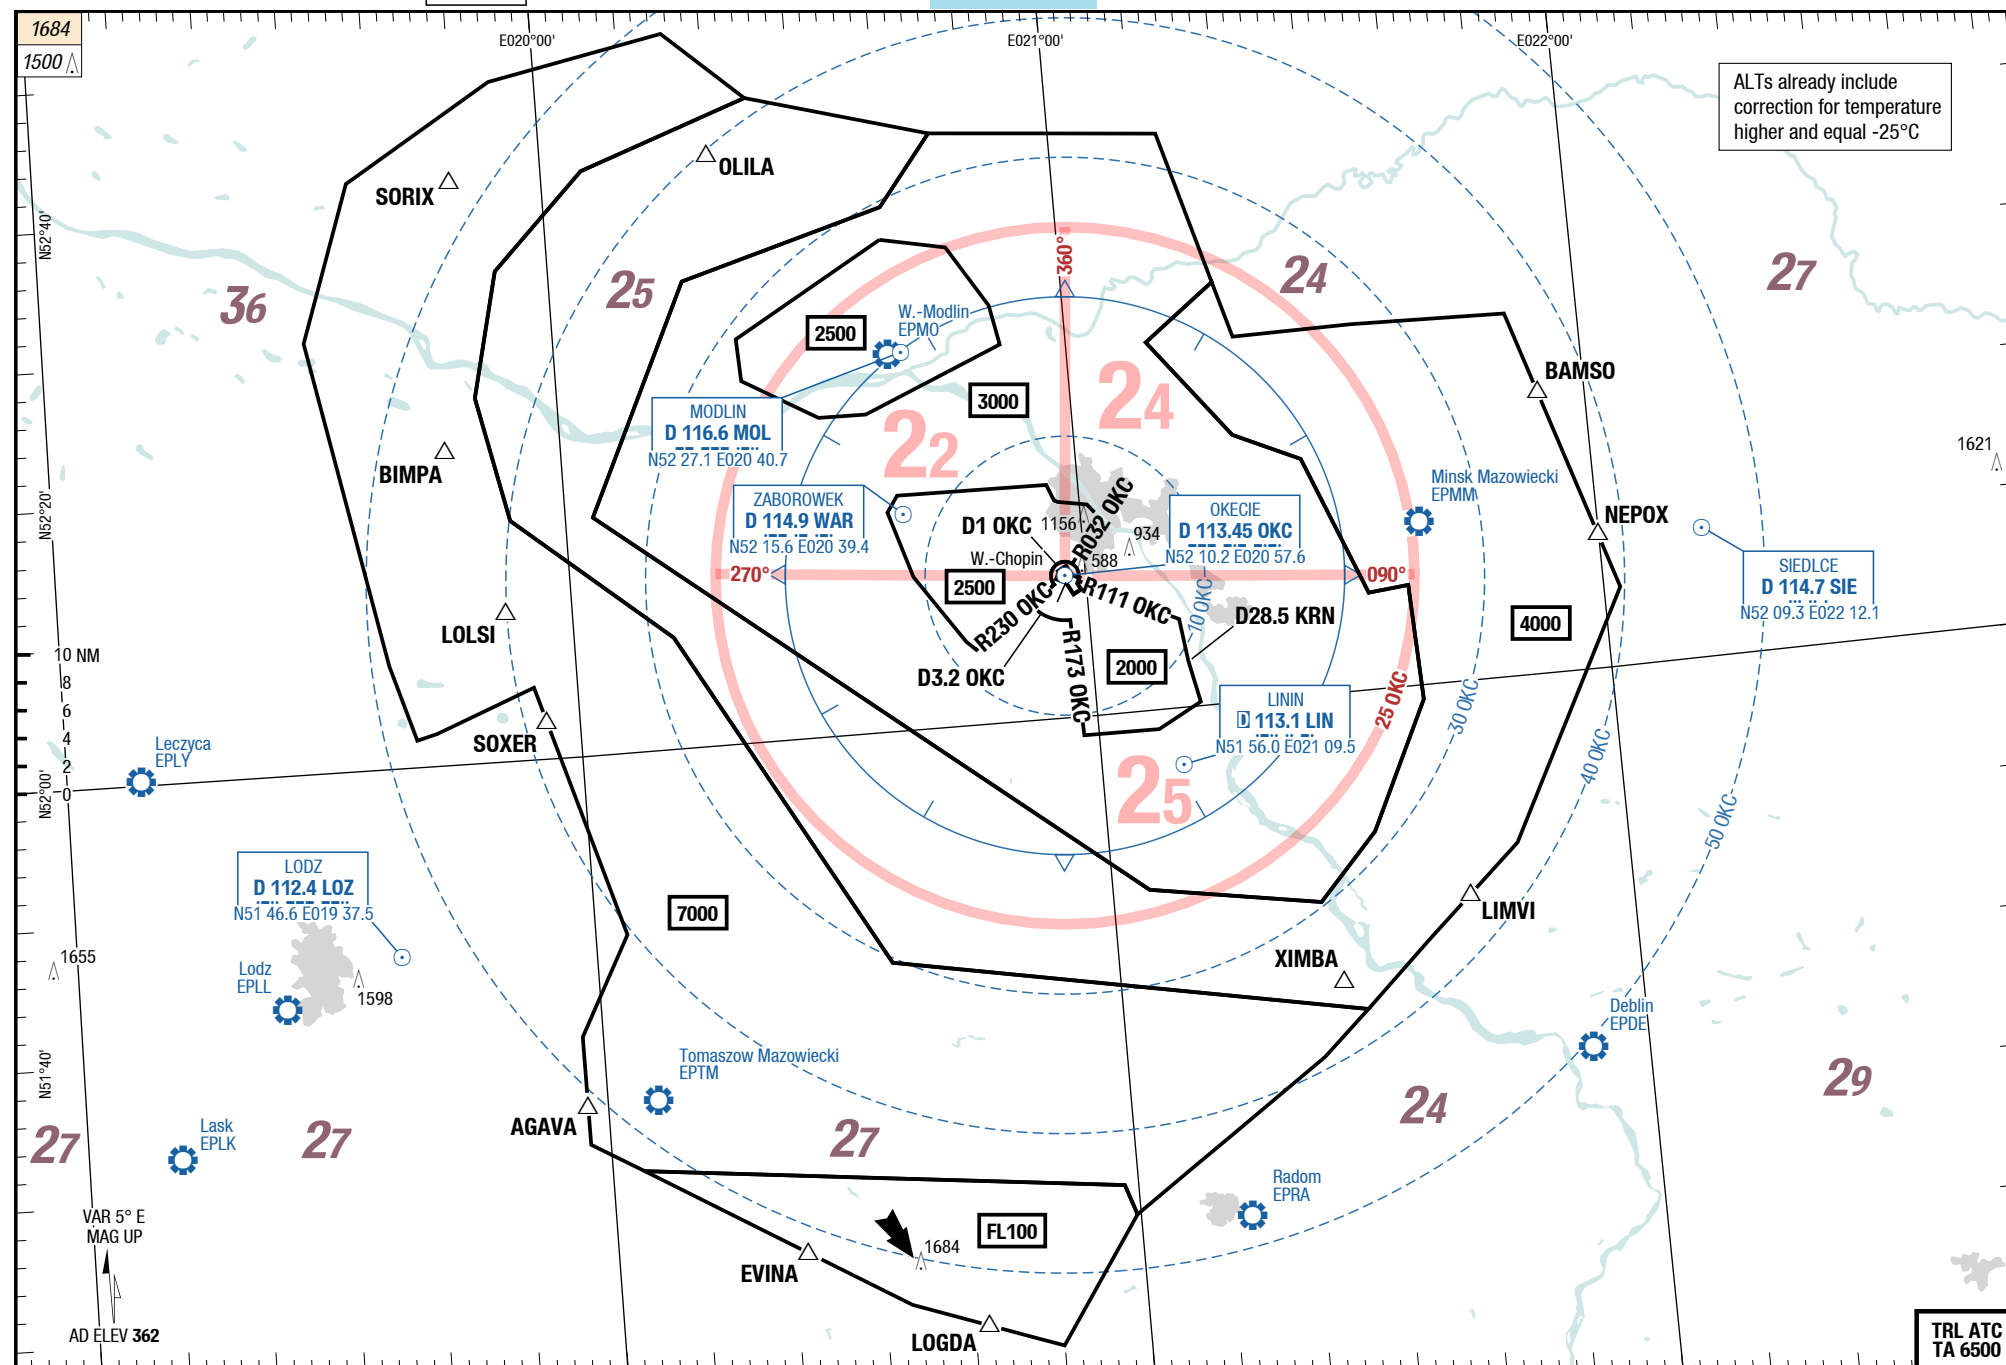 1684
1500
E020°00'
E021°00'
E022°00'
ALTs already include
correction for temperature
higher and equal -25°C
SORIX
OLILA
N52°40'
36
25
360°
24
27
W.-Modlin
EPMO
2500
BAMSO
3000
24
22
MODLIN
D 116.6 MOL
N52 27.1 E020 40.7
BIMPA
1621
Minsk Mazowiecki
EPMM
N52°20'
ZABOROWEK
D 114.9 WAR
N52 15.6 E020 39.4
D1 OKC
1156
R032 OKC
934
OKECIE
D 113.45 OKC
N52 10.2 E020 57.6
NEPOX
W.-Chopin
588
270°
090°
SIEDLCE
D 114.7 SIE
N52 09.3 E022 12.1
2500
R230 OKC
R111 OKC
10 OKC
D28.5 KRN
4000
LOLSI
D3.2 OKC
R173 OKC
2000
10 NM
8
6
4
2
0
N52°00'
LININ
D 113.1 LIN
N51 56.0 E021 09.5
25 OKC
30 OKC
40 OKC
50 OKC
SOXER
Leczyca
EPLY
25
LODZ
D 112.4 LOZ
N51 46.6 E019 37.5
7000
LIMVI
1655
Lodz
EPLL
1598
XIMBA
Deblin
EPDE
N51°40'
Tomaszow Mazowiecki
EPTM
29
24
AGAVA
27
Lask
EPLK
27
27
Radom
EPRA
VAR 5° E
MAG UP
FL100
1684
EVINA
LOGDA
AD ELEV 362
TRL ATC
TA 6500